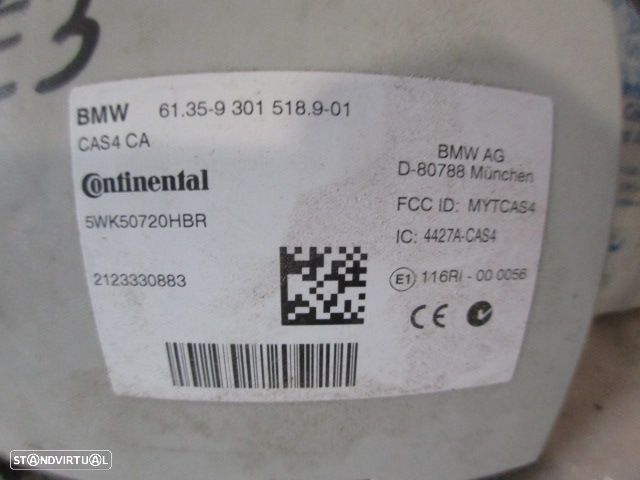 BMW 61.35-9 301 518.9-01
CAS4 CA
Continental
5WK50720HBR
2123330883
BMW AG
D-80788 München
FCC ID: MYTCAS4
IC: 4427A-CAS4
E1 116RI - 00 0056
CE
STANDVIRTUAL